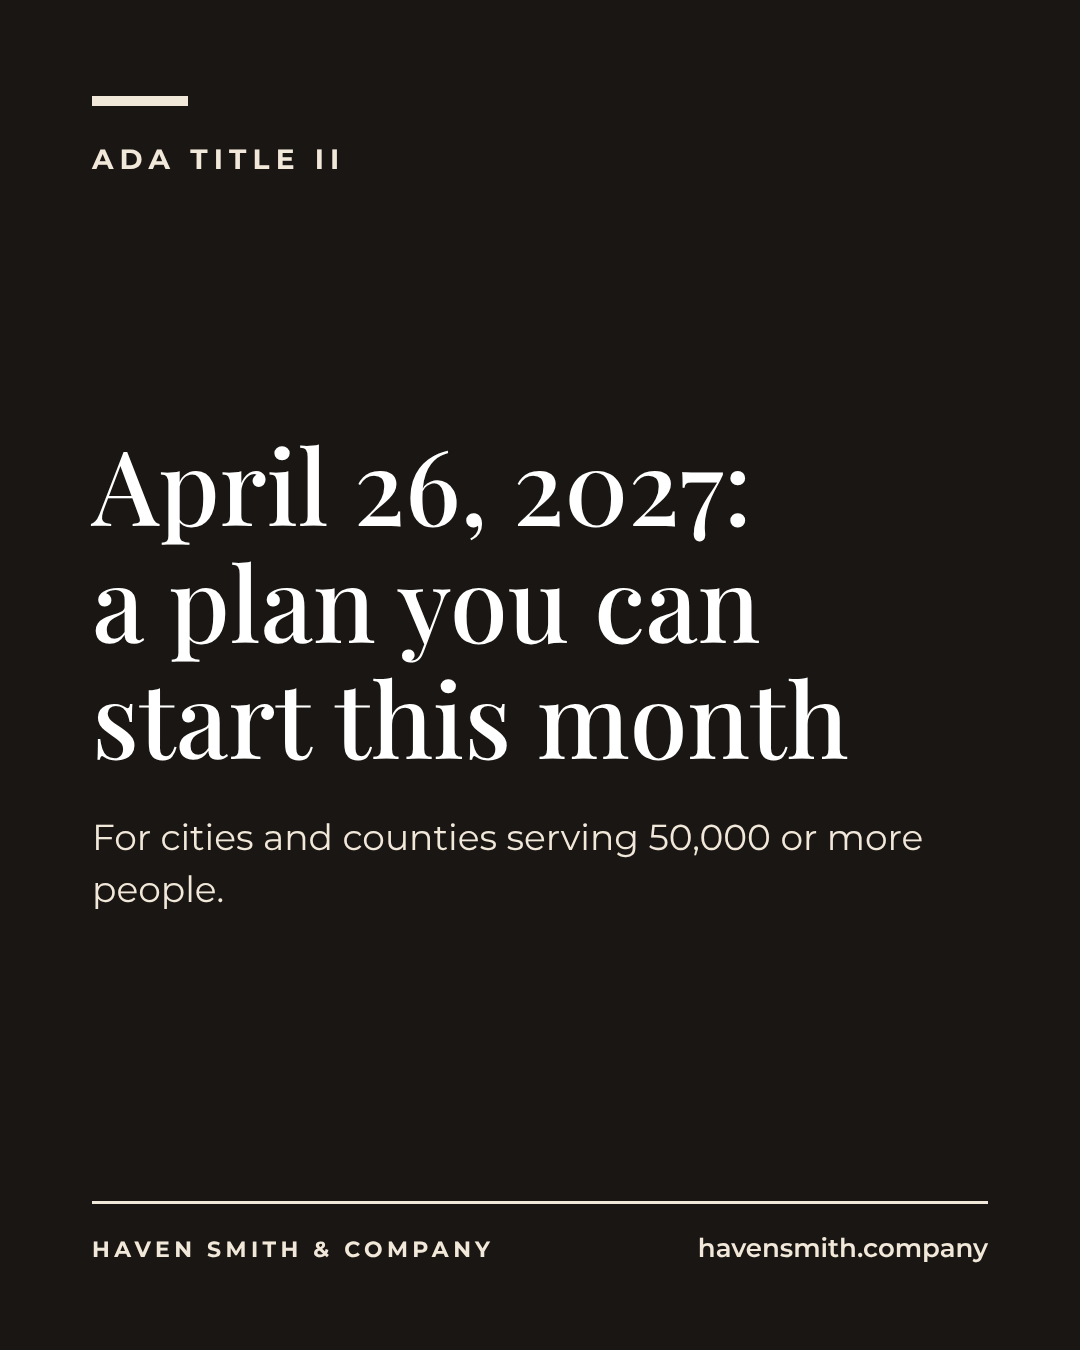 ADA TITLE II
April 26, 2027:
a plan you can
start this month
For cities and counties serving 50,000 or more
people.
HAVEN SMITH & COMPANY
havensmith.company